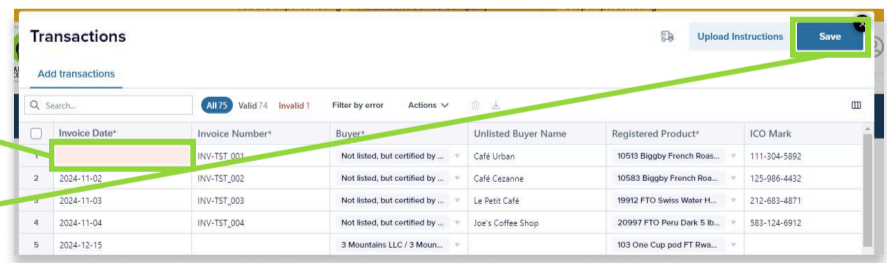 Transactions
Upload Instructions
Save
Add transactions
Search...
All 75 Valid 74 Invalid 1 Filter by error Actions
Invoice Date* Invoice Number* Buyer* Unlisted Buyer Name Registered Product* ICO Mark
1 INV-TST_001 Not listed, but certified by ... Café Urban 10513 Biggby French Roas... 111-304-5892
2 2024-11-02 INV-TST_002 Not listed, but certified by ... Café Cezanne 10583 Biggby French Roa... 125-986-4432
3 2024-11-03 INV-TST_003 Not listed, but certified by ... Le Petit Café 19912 FTO Swiss Water H... 212-683-4871
4 2024-11-04 INV-TST_004 Not listed, but certified by ... Joe's Coffee Shop 20997 FTO Peru Dark 5 lb... 583-124-6912
5 2024-12-15 3 Mountains LLC / 3 Moun... 103 One Cup pod FT Rwa...